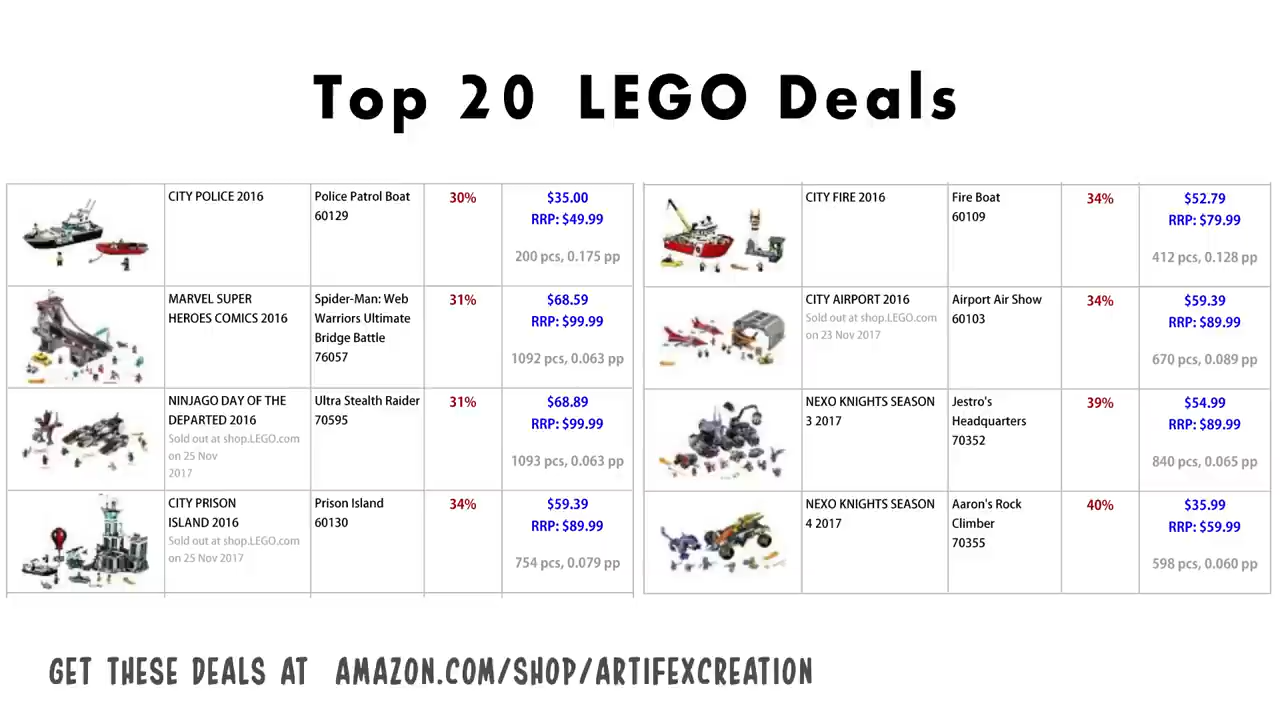 Top 20 LEGO Deals
CITY POLICE 2016
Police Patrol Boat
60129
30%
$35.00
RRP: $49.99
200 pcs, 0.175 pp
MARVEL SUPER
HEROES COMICS 2016
Spider-Man: Web
Warriors Ultimate
Bridge Battle
76057
31%
$68.59
RRP: $99.99
1092 pcs, 0.063 pp
NINJAGO DAY OF THE
DEPARTED 2016
Sold out at shop.LEGO.com
on 25 Nov
2017
Ultra Stealth Raider
70595
31%
$68.89
RRP: $99.99
1093 pcs, 0.063 pp
CITY PRISON
ISLAND 2016
Sold out at shop.LEGO.com
on 25 Nov 2017
Prison Island
60130
34%
$59.39
RRP: $89.99
754 pcs, 0.079 pp
CITY FIRE 2016
Fire Boat
60109
34%
$52.79
RRP: $79.99
412 pcs, 0.128 pp
CITY AIRPORT 2016
Sold out at shop.LEGO.com
on 23 Nov 2017
Airport Air Show
60103
34%
$59.39
RRP: $89.99
670 pcs, 0.089 pp
NEXO KNIGHTS SEASON
3 2017
Jestro's
Headquarters
70352
39%
$54.99
RRP: $89.99
840 pcs, 0.065 pp
NEXO KNIGHTS SEASON
4 2017
Aaron's Rock
Climber
70355
40%
$35.99
RRP: $59.99
598 pcs, 0.060 pp
GET THESE DEALS AT AMAZON.COM/SHOP/ARTIFEXCREATION